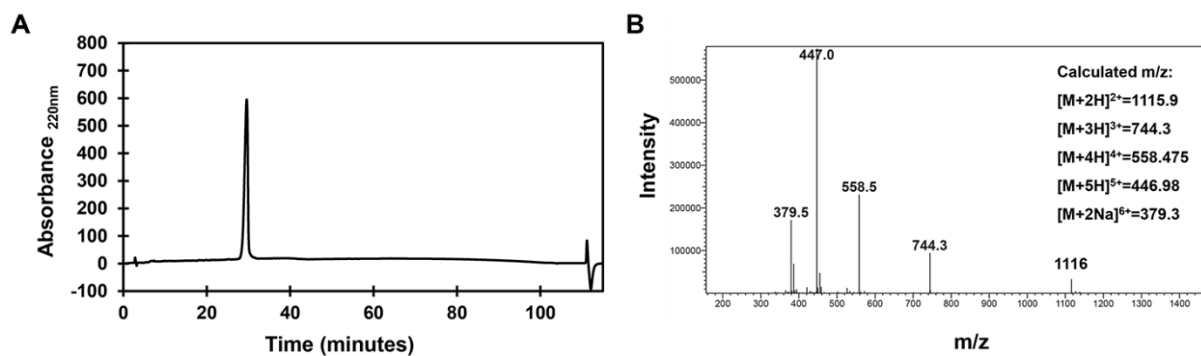 A
Absorbance 220nm
800
700
600
500
400
300
200
100
0
-100
0 20 40 60 80 100
Time (minutes)
B
Intensity
500000
400000
300000
200000
100000
447.0
558.5
379.5
744.3
1116
Calculated m/z:
[M+2H]²⁺=1115.9
[M+3H]³⁺=744.3
[M+4H]⁴⁺=558.475
[M+5H]⁵⁺=446.98
[M+2Na]⁶⁺=379.3
200 300 400 500 600 700 800 900 1000 1100 1200 1300 1400
m/z